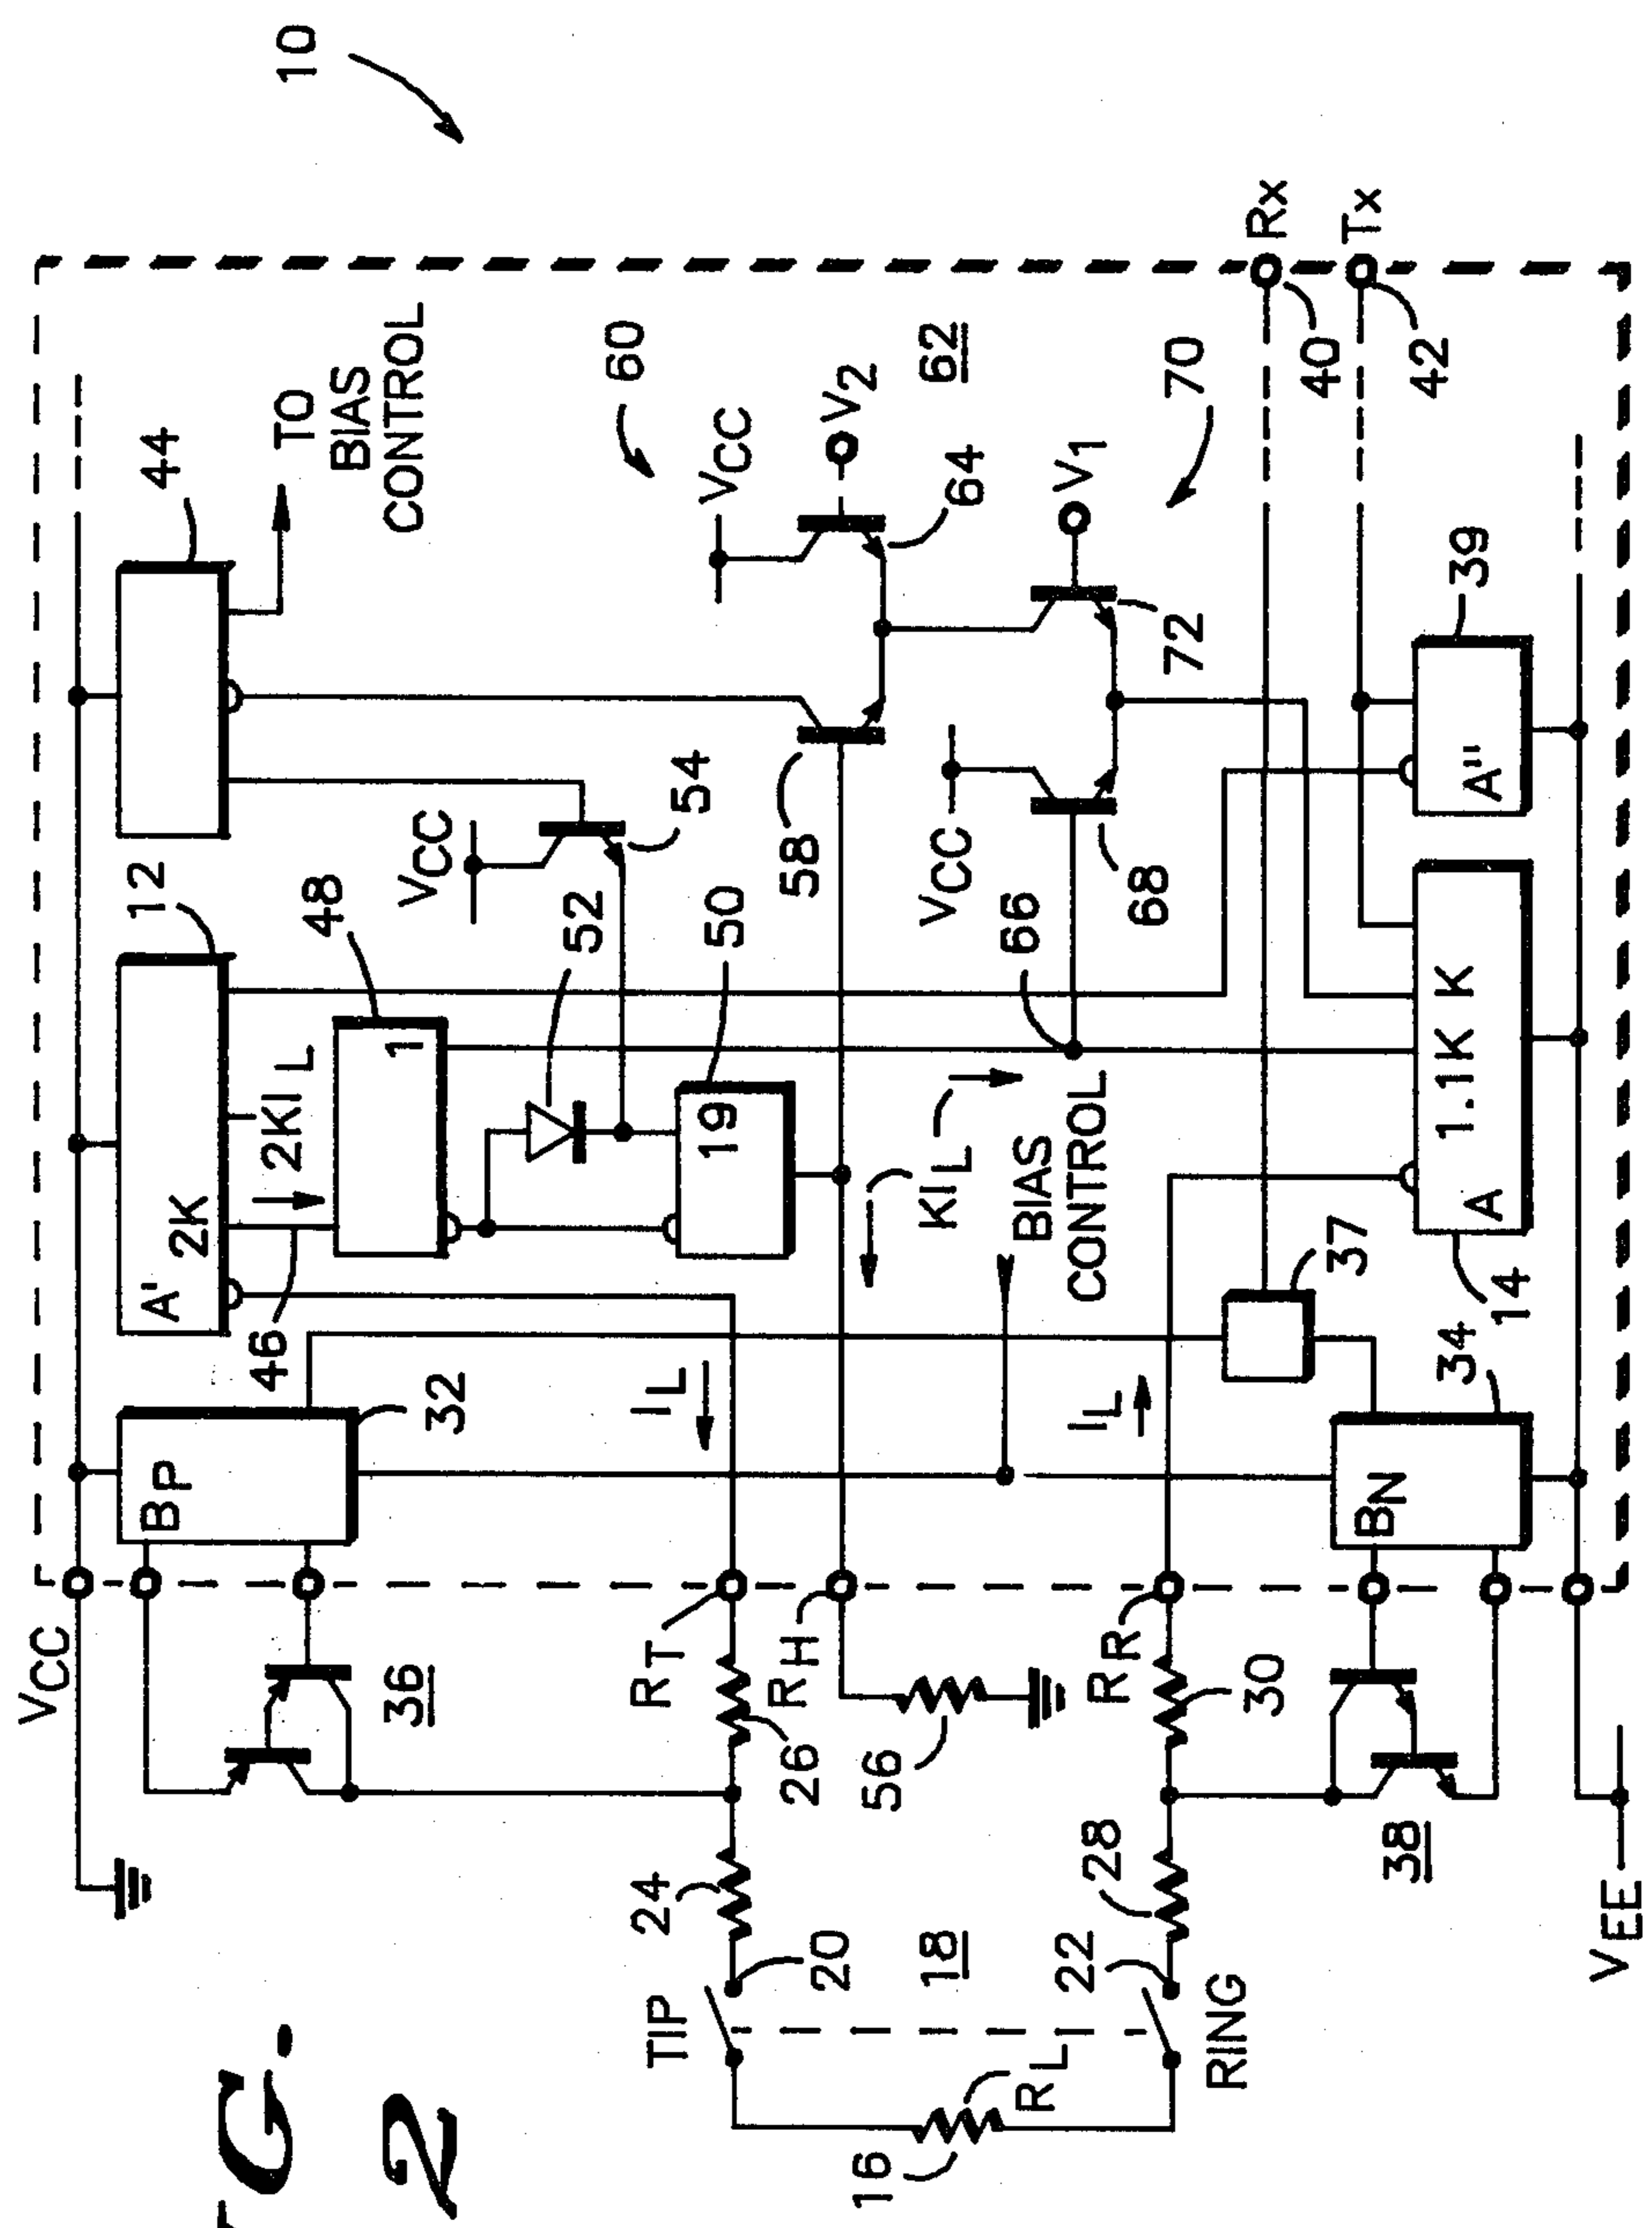 G.
2
10
VCC
BP
32
36
A'
2K
12
46
2KIL
48
1
44
TO
BIAS
CONTROL
VCC
54
52
50
19
60
VCC
V2
62
64
58
TIP
24
20
RT
26
IL
RH
56
KIL
16
RL
18
BIAS
CONTROL
66
VCC
68
V1
70
72
RING
22
28
RR
30
IL
37
Rx
40
Tx
42
38
BN
34
A
1.1K
K
14
A"
39
VEE